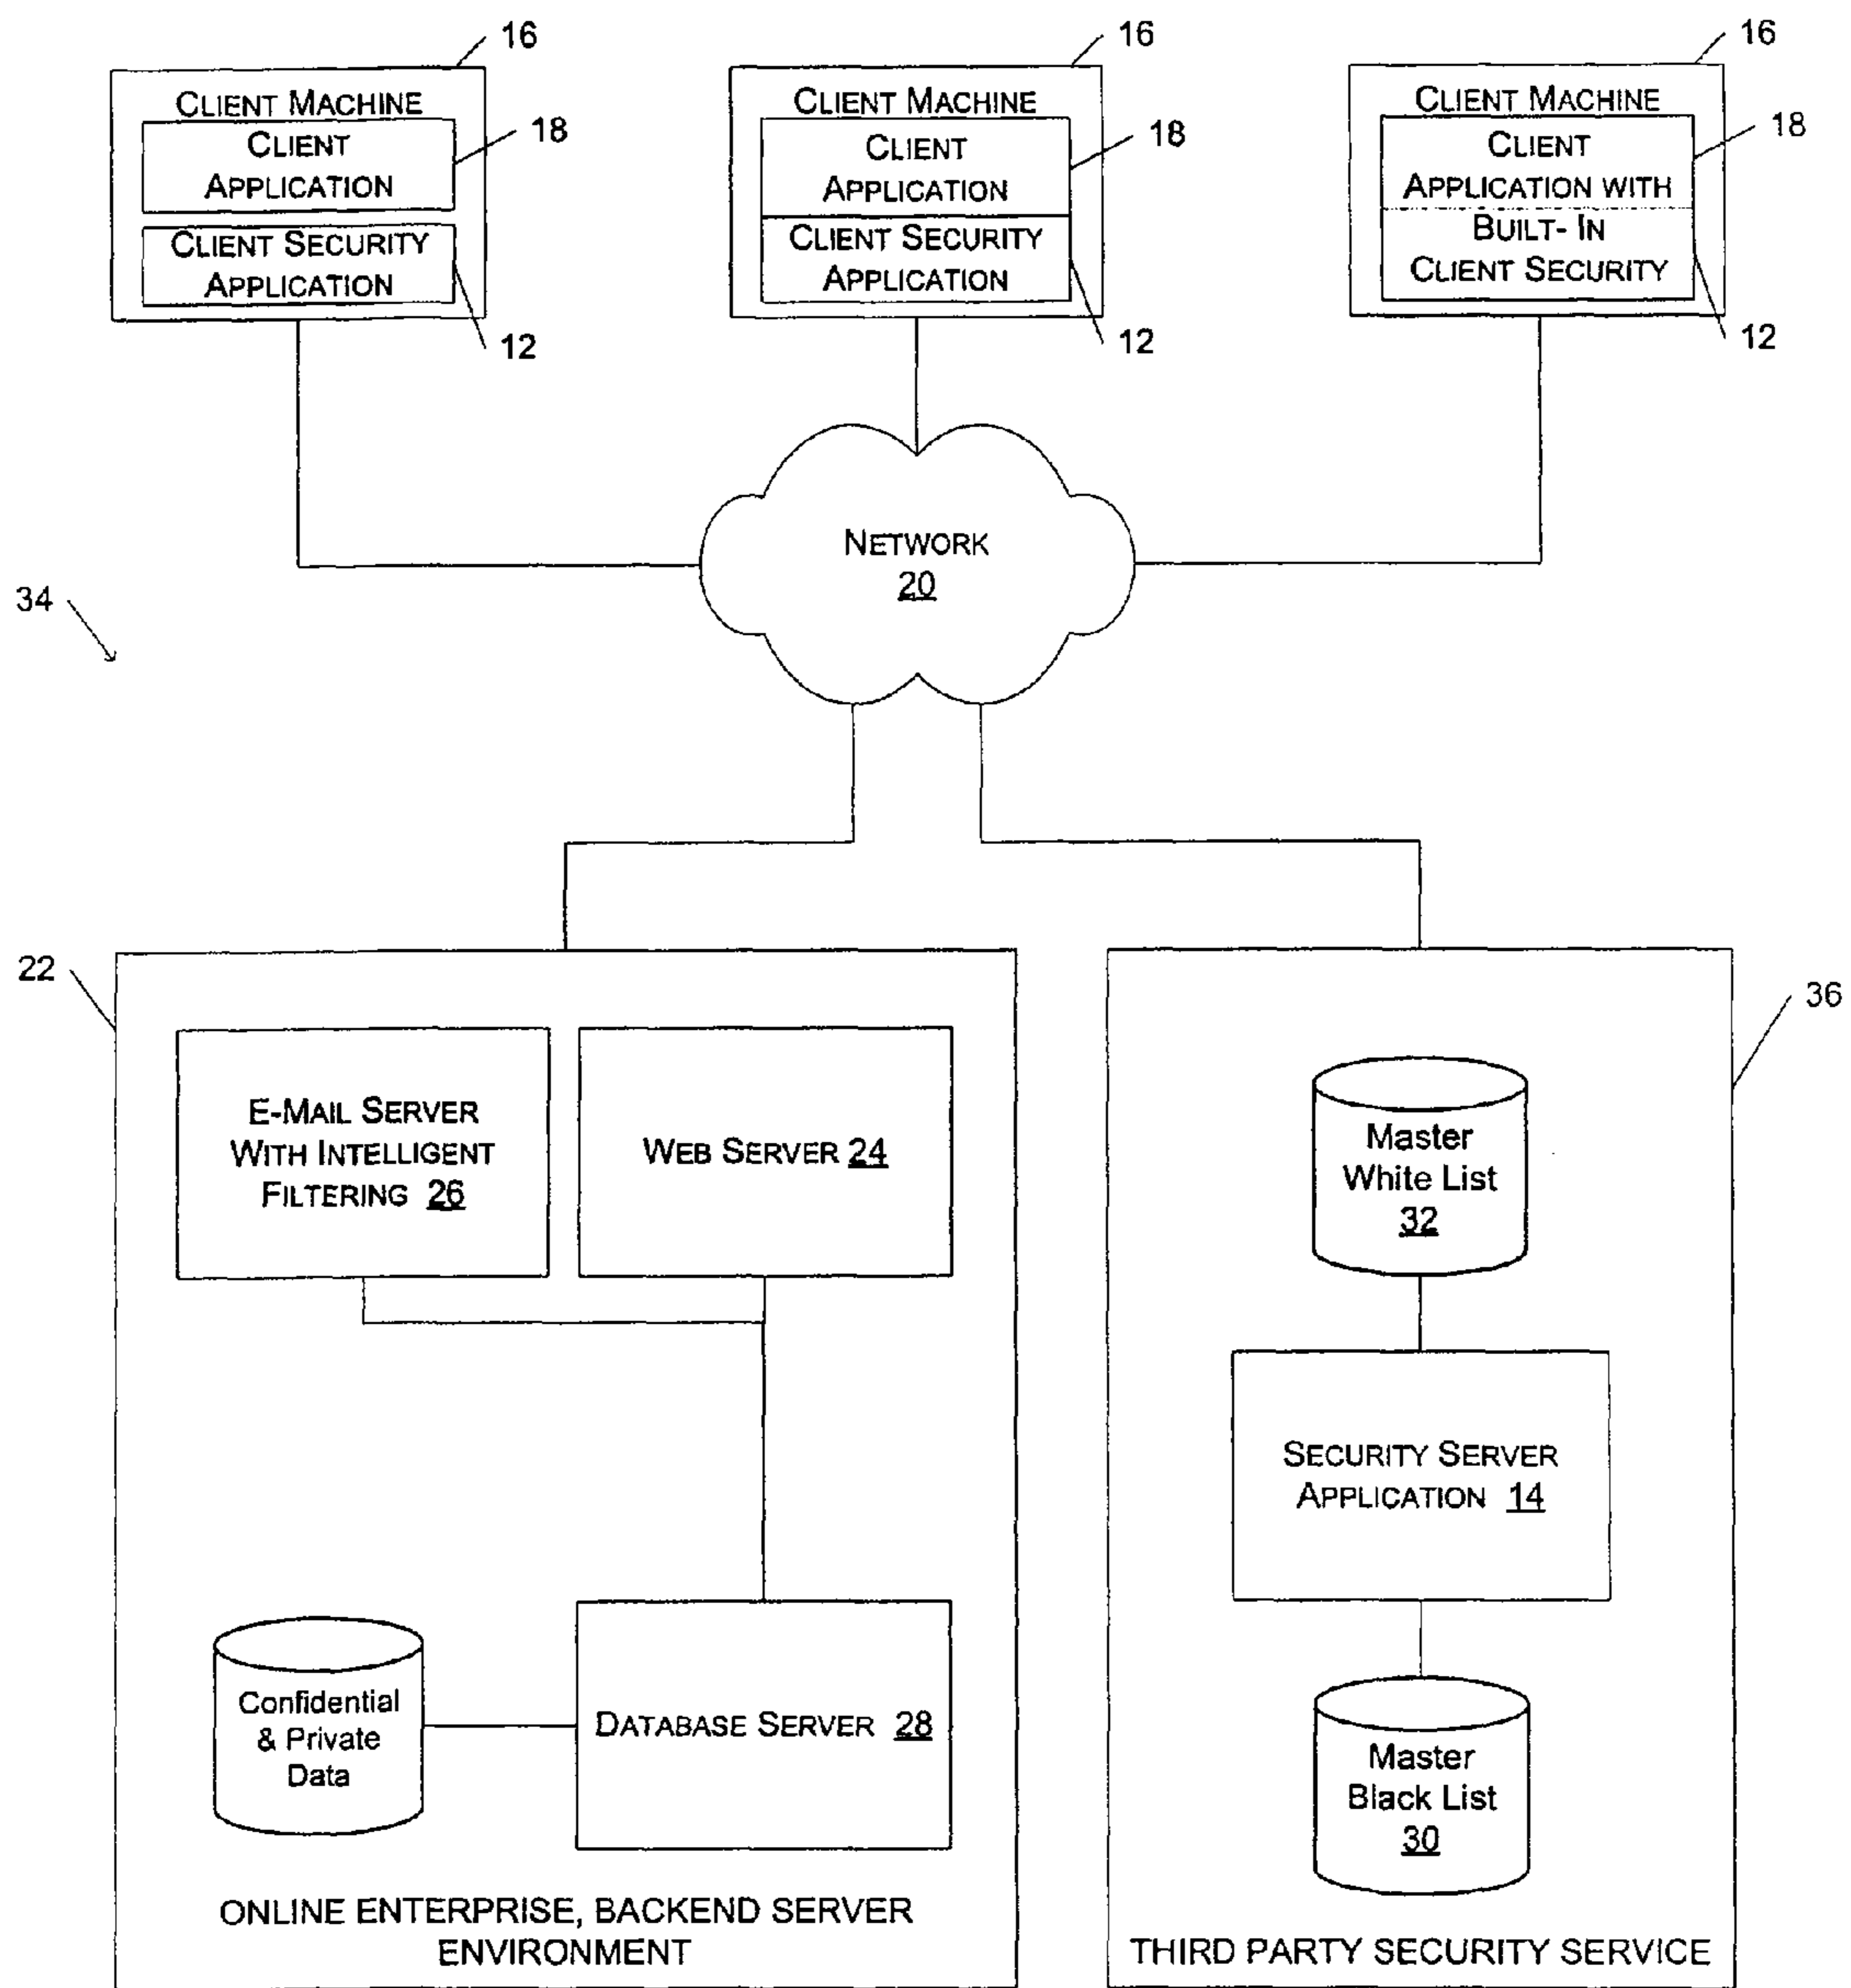 16
CLIENT MACHINE
CLIENT
APPLICATION
18
CLIENT SECURITY
APPLICATION
12
16
CLIENT MACHINE
CLIENT
APPLICATION
18
CLIENT SECURITY
APPLICATION
12
16
CLIENT MACHINE
CLIENT
APPLICATION WITH
18
BUILT- IN
CLIENT SECURITY
12
NETWORK
20
34
22
E-MAIL SERVER
WITH INTELLIGENT
FILTERING 26
WEB SERVER 24
Confidential
& Private
Data
DATABASE SERVER 28
ONLINE ENTERPRISE, BACKEND SERVER
ENVIRONMENT
36
Master
White List
32
SECURITY SERVER
APPLICATION 14
Master
Black List
30
THIRD PARTY SECURITY SERVICE